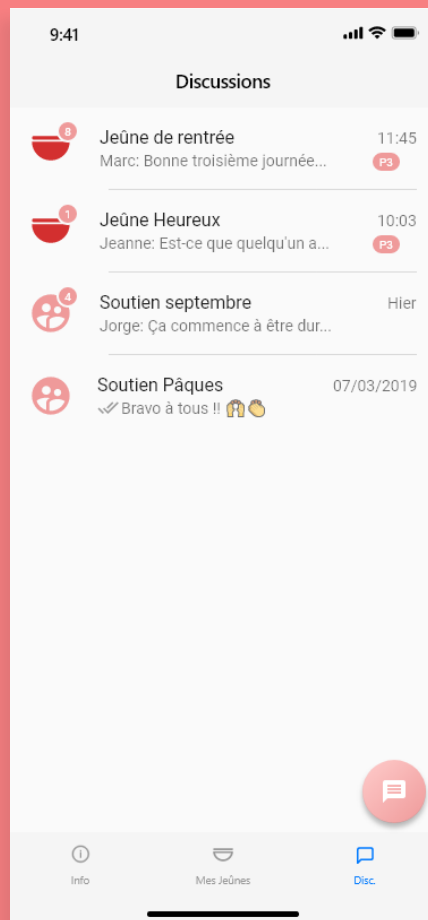 9:41
Discussions
8
Jeûne de rentrée 11:45
Marc: Bonne troisième journée... P3
1
Jeûne Heureux 10:03
Jeanne: Est-ce que quelqu'un a... P3
4
Soutien septembre Hier
Jorge: Ça commence à être dur...
Soutien Pâques 07/03/2019
Bravo à tous !! 🙌👏
Info Mes Jeûnes Disc.